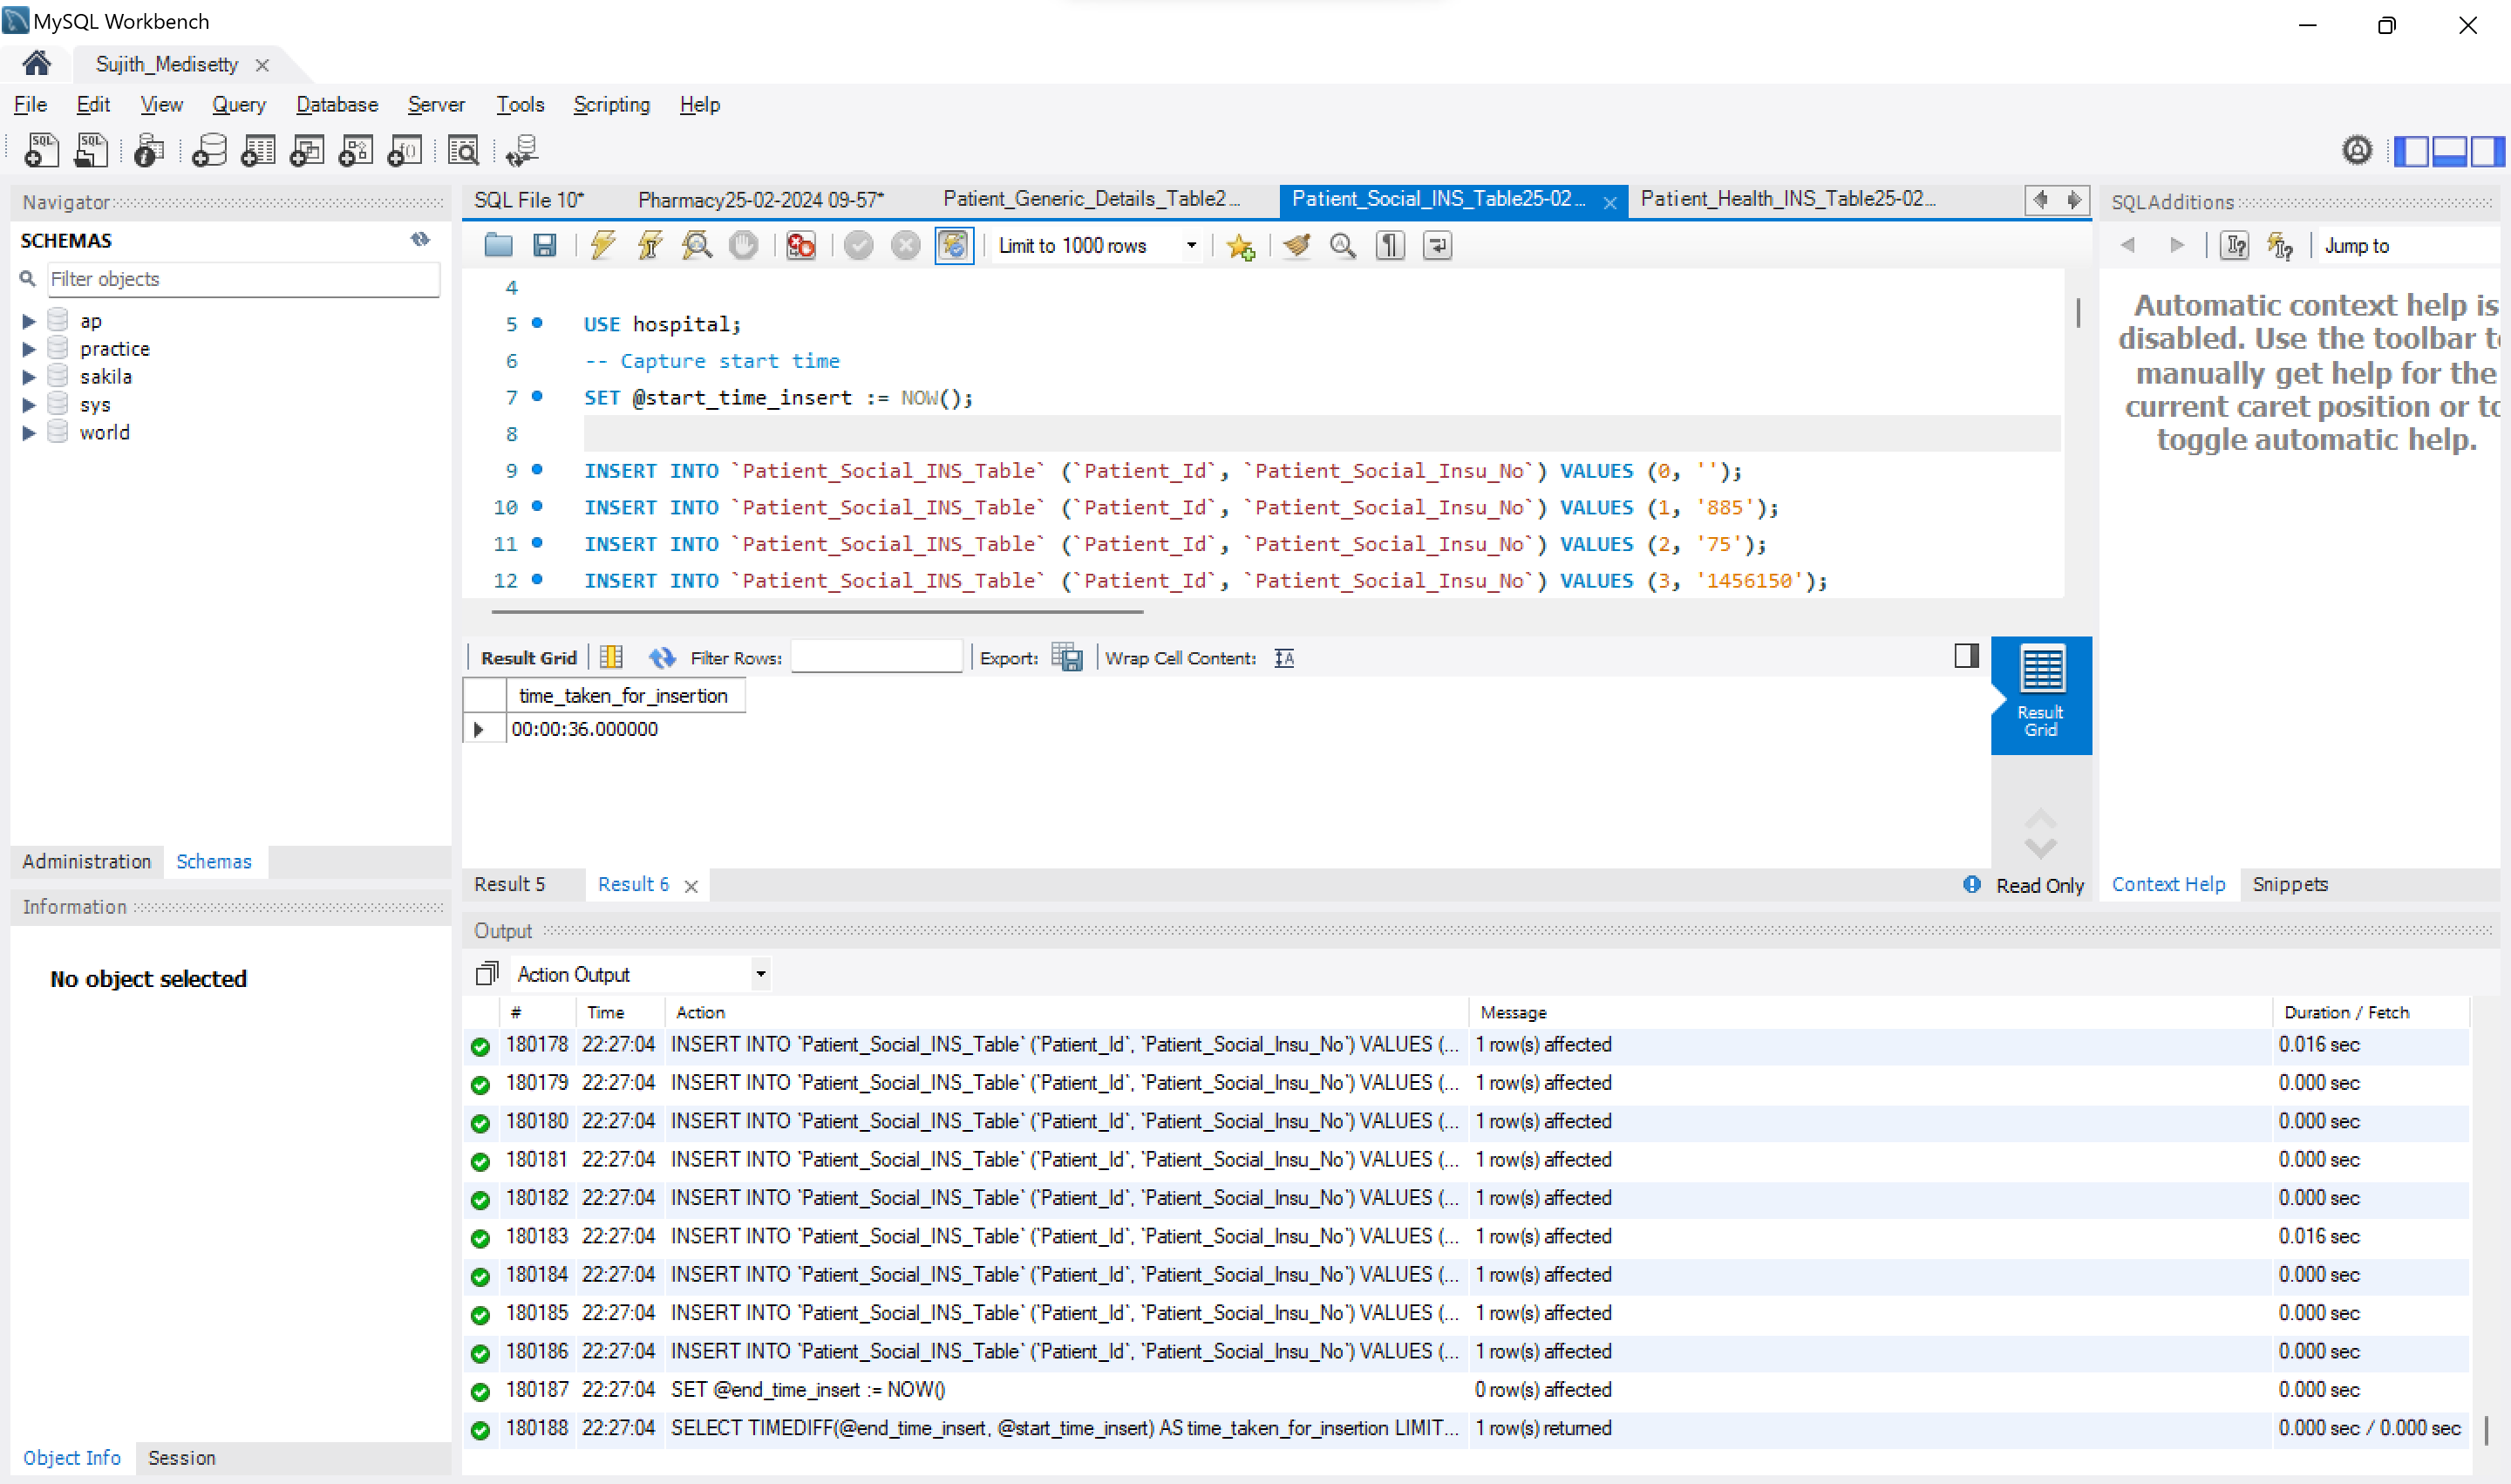 MySQL Workbench
Sujith_Medisetty
File Edit View Query Database Server Tools Scripting Help
Navigator
SCHEMAS
Filter objects
ap
practice
sakila
sys
world
Administration Schemas
Information
No object selected
Object Info Session
SQL File 10* Pharmacy25-02-2024 09-57* Patient_Generic_Details_Table2... Patient_Social_INS_Table25-02... Patient_Health_INS_Table25-02...
Limit to 1000 rows
4
5 USE hospital;
6 -- Capture start time
7 SET @start_time_insert := NOW();
8
9 INSERT INTO `Patient_Social_INS_Table` (`Patient_Id`, `Patient_Social_Insu_No`) VALUES (0, '');
10 INSERT INTO `Patient_Social_INS_Table` (`Patient_Id`, `Patient_Social_Insu_No`) VALUES (1, '885');
11 INSERT INTO `Patient_Social_INS_Table` (`Patient_Id`, `Patient_Social_Insu_No`) VALUES (2, '75');
12 INSERT INTO `Patient_Social_INS_Table` (`Patient_Id`, `Patient_Social_Insu_No`) VALUES (3, '1456150');
Result Grid Filter Rows: Export: Wrap Cell Content:
time_taken_for_insertion
00:00:36.000000
Result
Grid
Result 5 Result 6 Read Only
SQLAdditions
Jump to
Automatic context help is
disabled. Use the toolbar to
manually get help for the
current caret position or to
toggle automatic help.
Context Help Snippets
Output
Action Output
# Time Action Message Duration / Fetch
180178 22:27:04 INSERT INTO `Patient_Social_INS_Table` (`Patient_Id`, `Patient_Social_Insu_No`) VALUES (... 1 row(s) affected 0.016 sec
180179 22:27:04 INSERT INTO `Patient_Social_INS_Table` (`Patient_Id`, `Patient_Social_Insu_No`) VALUES (... 1 row(s) affected 0.000 sec
180180 22:27:04 INSERT INTO `Patient_Social_INS_Table` (`Patient_Id`, `Patient_Social_Insu_No`) VALUES (... 1 row(s) affected 0.000 sec
180181 22:27:04 INSERT INTO `Patient_Social_INS_Table` (`Patient_Id`, `Patient_Social_Insu_No`) VALUES (... 1 row(s) affected 0.000 sec
180182 22:27:04 INSERT INTO `Patient_Social_INS_Table` (`Patient_Id`, `Patient_Social_Insu_No`) VALUES (... 1 row(s) affected 0.000 sec
180183 22:27:04 INSERT INTO `Patient_Social_INS_Table` (`Patient_Id`, `Patient_Social_Insu_No`) VALUES (... 1 row(s) affected 0.016 sec
180184 22:27:04 INSERT INTO `Patient_Social_INS_Table` (`Patient_Id`, `Patient_Social_Insu_No`) VALUES (... 1 row(s) affected 0.000 sec
180185 22:27:04 INSERT INTO `Patient_Social_INS_Table` (`Patient_Id`, `Patient_Social_Insu_No`) VALUES (... 1 row(s) affected 0.000 sec
180186 22:27:04 INSERT INTO `Patient_Social_INS_Table` (`Patient_Id`, `Patient_Social_Insu_No`) VALUES (... 1 row(s) affected 0.000 sec
180187 22:27:04 SET @end_time_insert := NOW() 0 row(s) affected 0.000 sec
180188 22:27:04 SELECT TIMEDIFF(@end_time_insert, @start_time_insert) AS time_taken_for_insertion LIMIT... 1 row(s) returned 0.000 sec / 0.000 sec